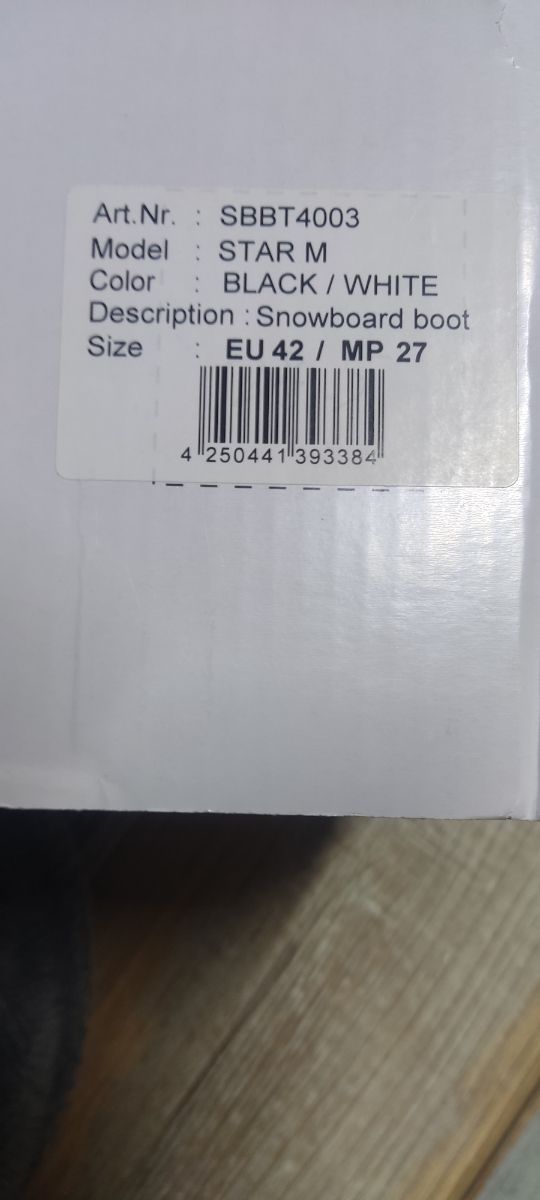 Art.Nr. : SBBT4003
Model : STAR M
Color : BLACK / WHITE
Description : Snowboard boot
Size : EU 42 / MP 27
4 250441 393384